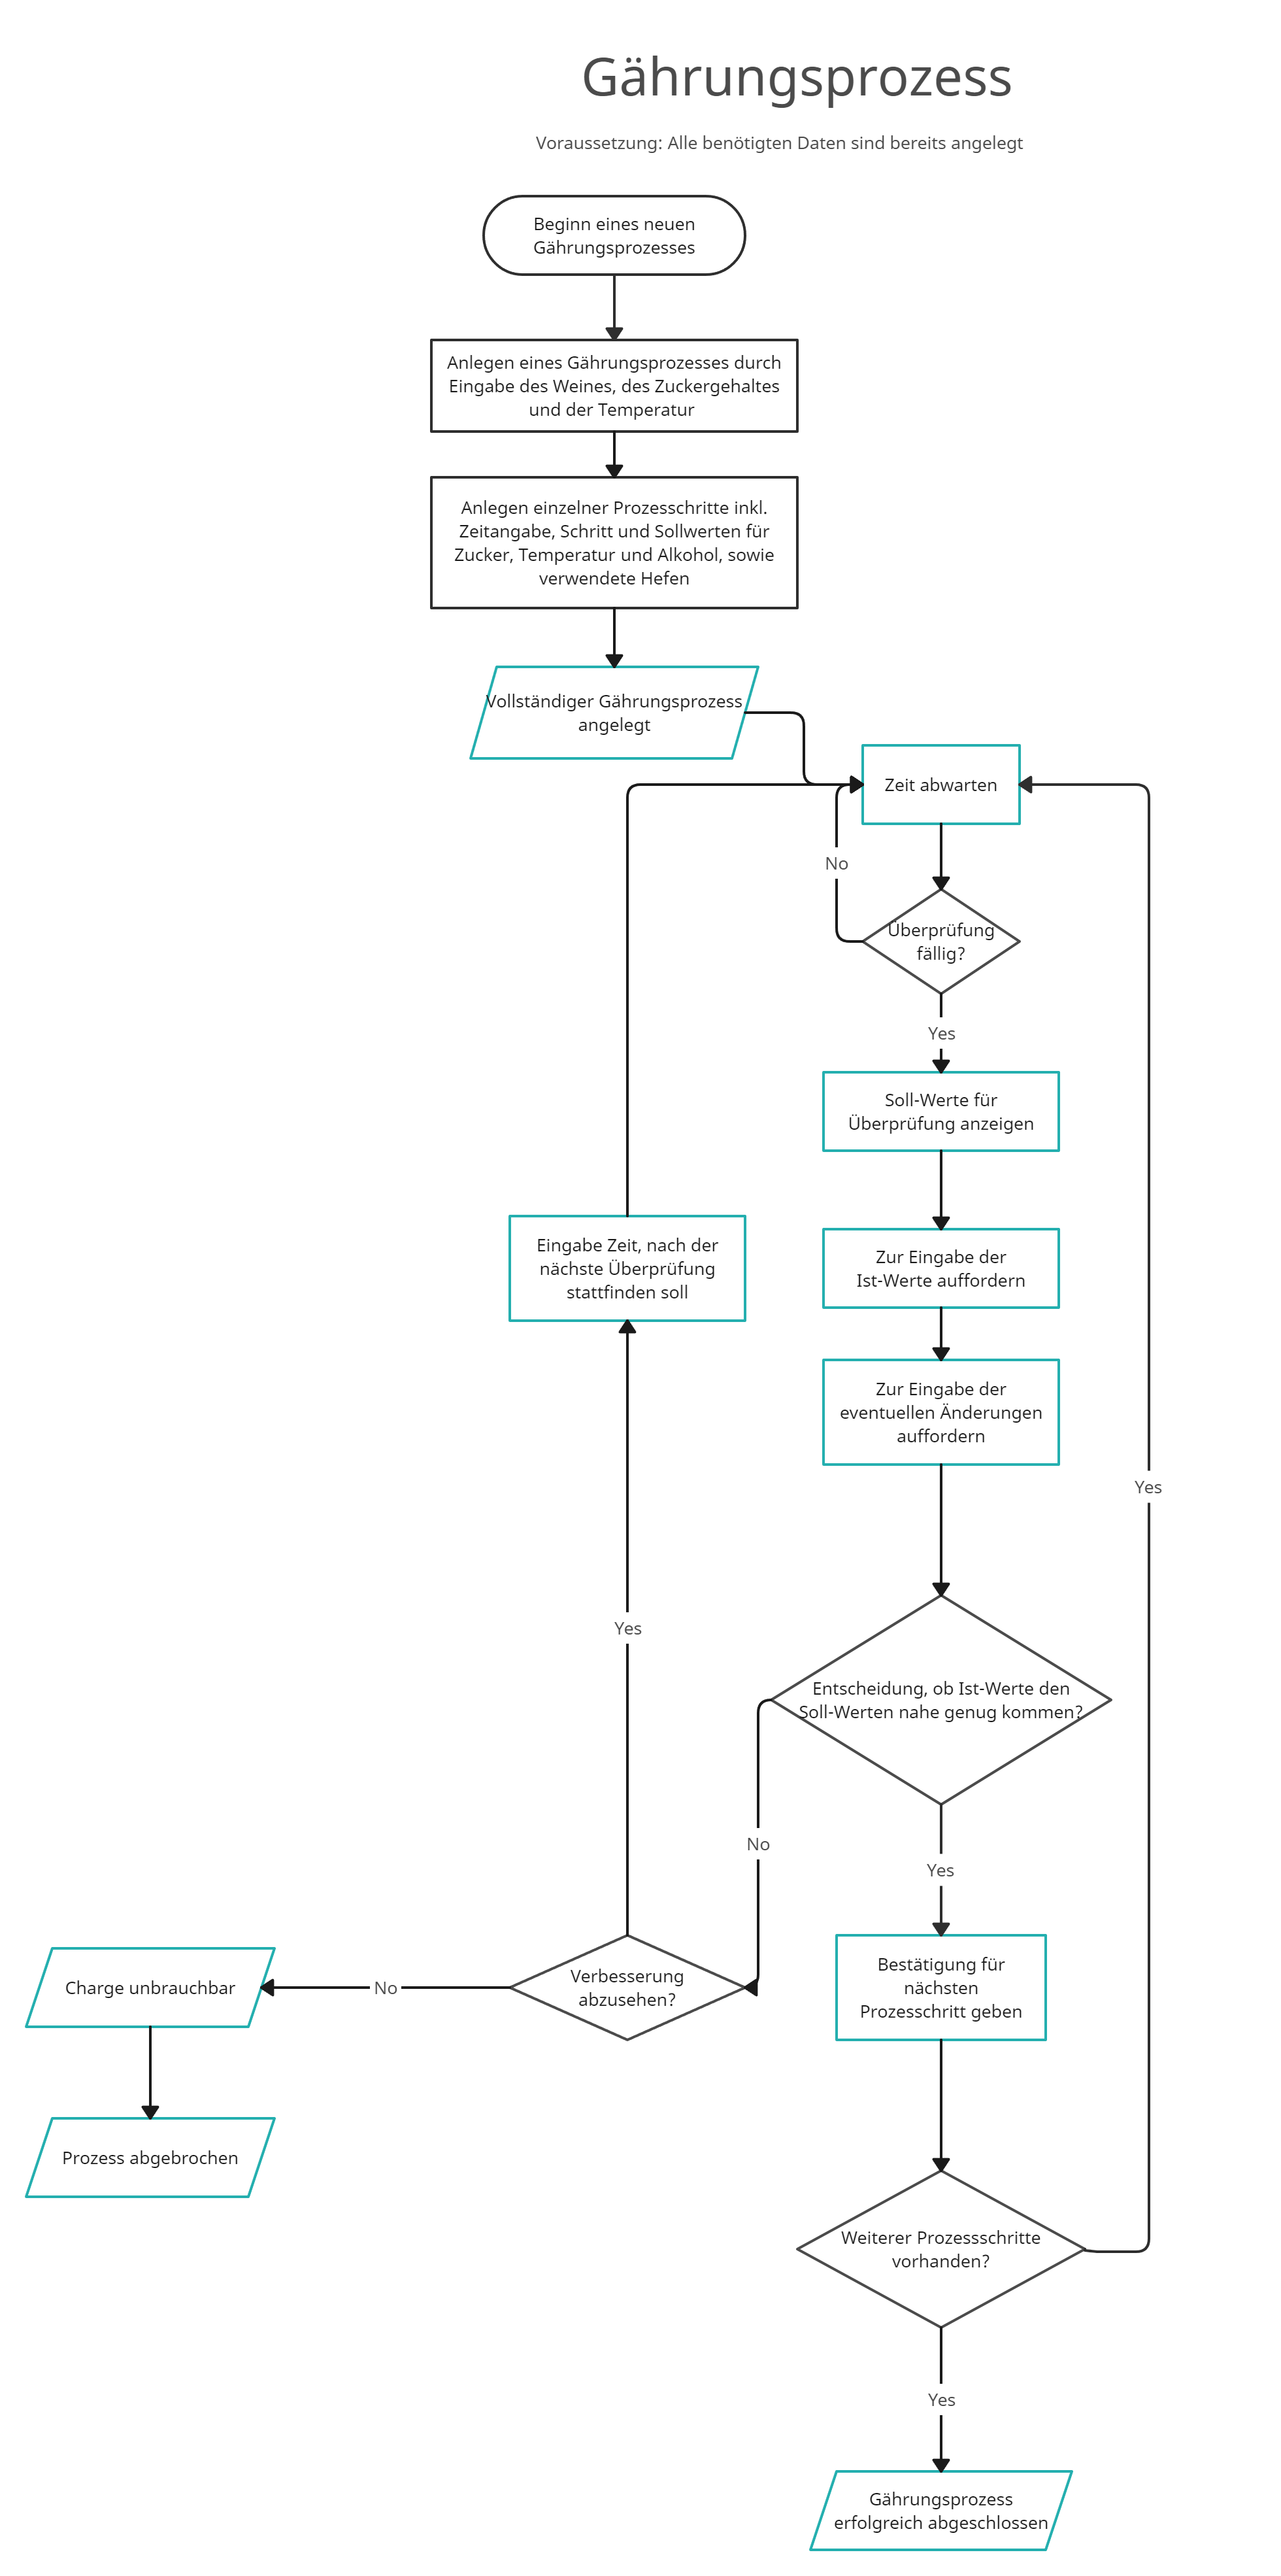 Gährungsprozess
Voraussetzung: Alle benötigten Daten sind bereits angelegt
Beginn eines neuen
Gährungsprozesses
Anlegen eines Gährungsprozesses durch
Eingabe des Weines, des Zuckergehaltes
und der Temperatur
Anlegen einzelner Prozesschritte inkl.
Zeitangabe, Schritt und Sollwerten für
Zucker, Temperatur und Alkohol, sowie
verwendete Hefen
Vollständiger Gährungsprozess
angelegt
Zeit abwarten
No
Überprüfung
fällig?
Yes
Soll-Werte für
Überprüfung anzeigen
Eingabe Zeit, nach der
nächste Überprüfung
stattfinden soll
Zur Eingabe der
Ist-Werte auffordern
Zur Eingabe der
eventuellen Änderungen
auffordern
Yes
Yes
Entscheidung, ob Ist-Werte den
Soll-Werten nahe genug kommen?
No
Yes
Charge unbrauchbar
No
Verbesserung
abzusehen?
Bestätigung für
nächsten
Prozesschritt geben
Prozess abgebrochen
Weiterer Prozessschritte
vorhanden?
Yes
Gährungsprozess
erfolgreich abgeschlossen